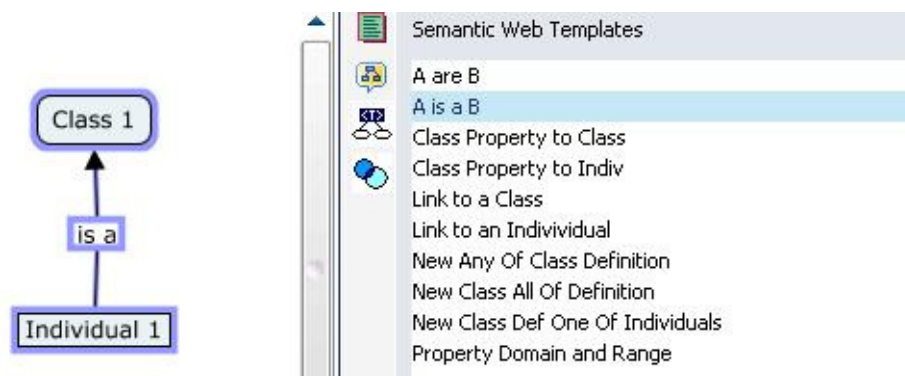 Class 1
is a
Individual 1
Semantic Web Templates
A are B
A is a B
Class Property to Class
Class Property to Indiv
Link to a Class
Link to an Indivividual
New Any Of Class Definition
New Class All Of Definition
New Class Def One Of Individuals
Property Domain and Range